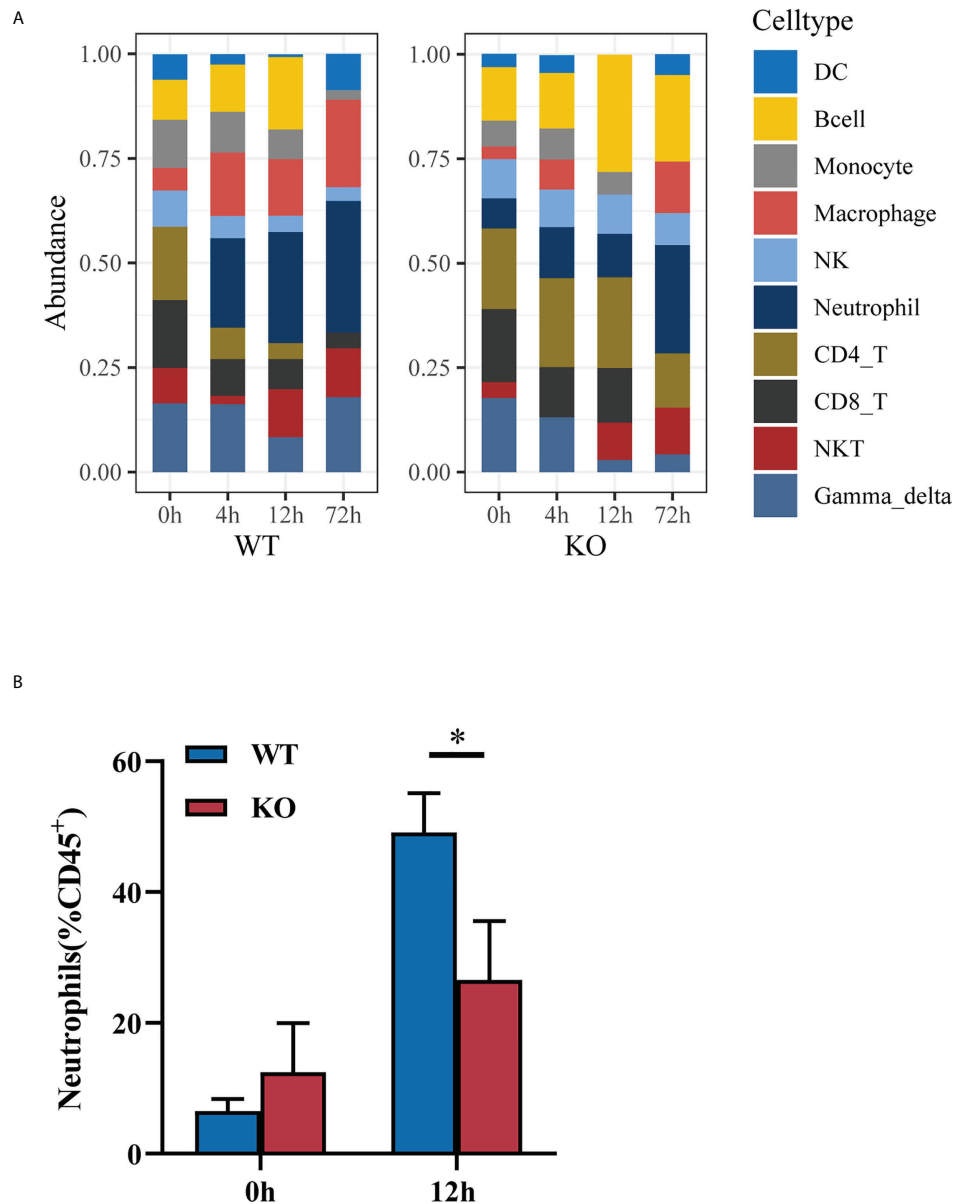 A
Abundance
1.00
0.75
0.50
0.25
0.00
0h 4h 12h 72h
WT
1.00
0.75
0.50
0.25
0.00
0h 4h 12h 72h
KO
Celltype
DC
Bcell
Monocyte
Macrophage
NK
Neutrophil
CD4_T
CD8_T
NKT
Gamma_delta
B
Neutrophils(%CD45+)
60
40
20
0
WT
KO
*
0h 12h